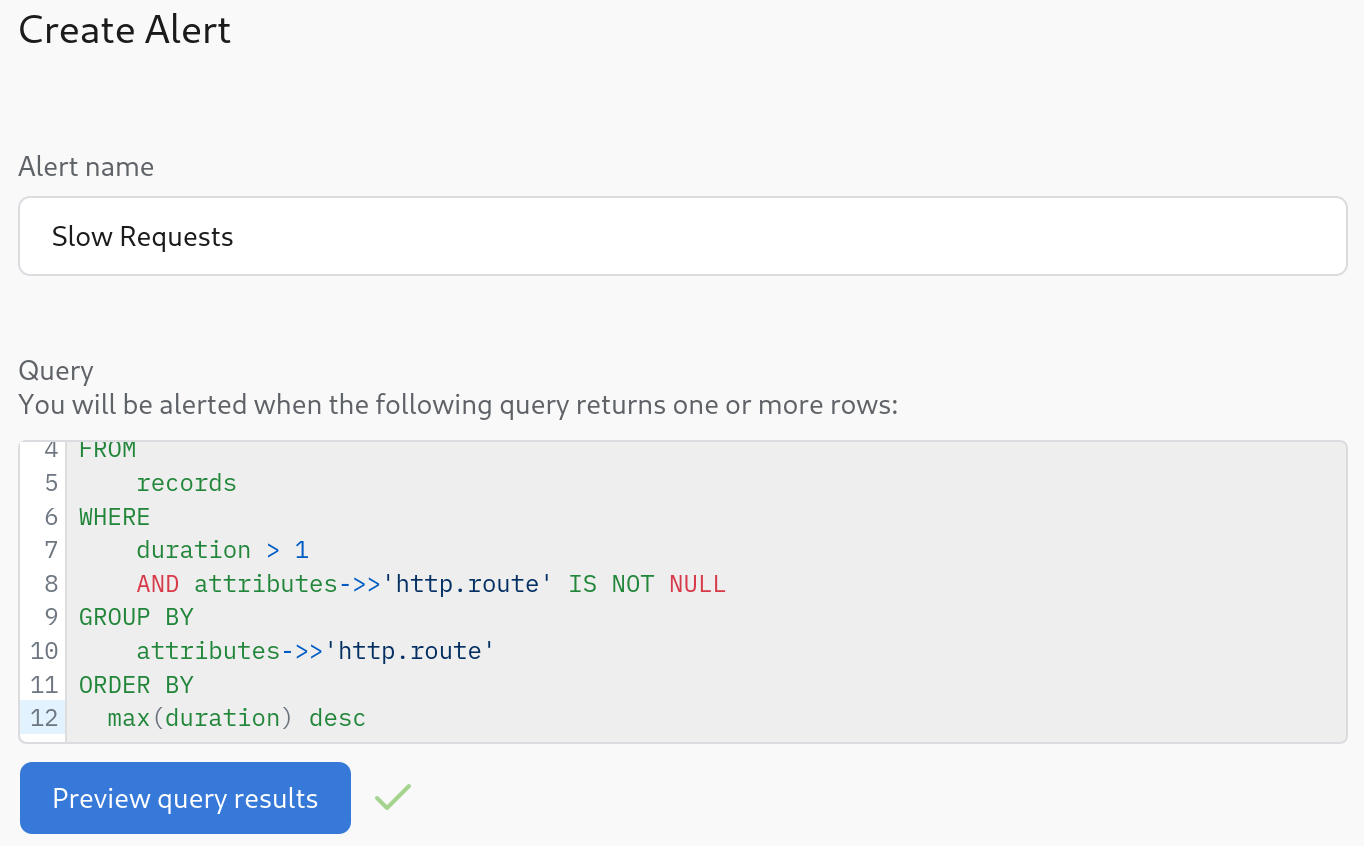 Create Alert
Alert name
Slow Requests
Query
You will be alerted when the following query returns one or more rows:
4 FROM
5     records
6 WHERE
7     duration > 1
8     AND attributes->>'http.route' IS NOT NULL
9 GROUP BY
10     attributes->>'http.route'
11 ORDER BY
12   max(duration) desc
Preview query results